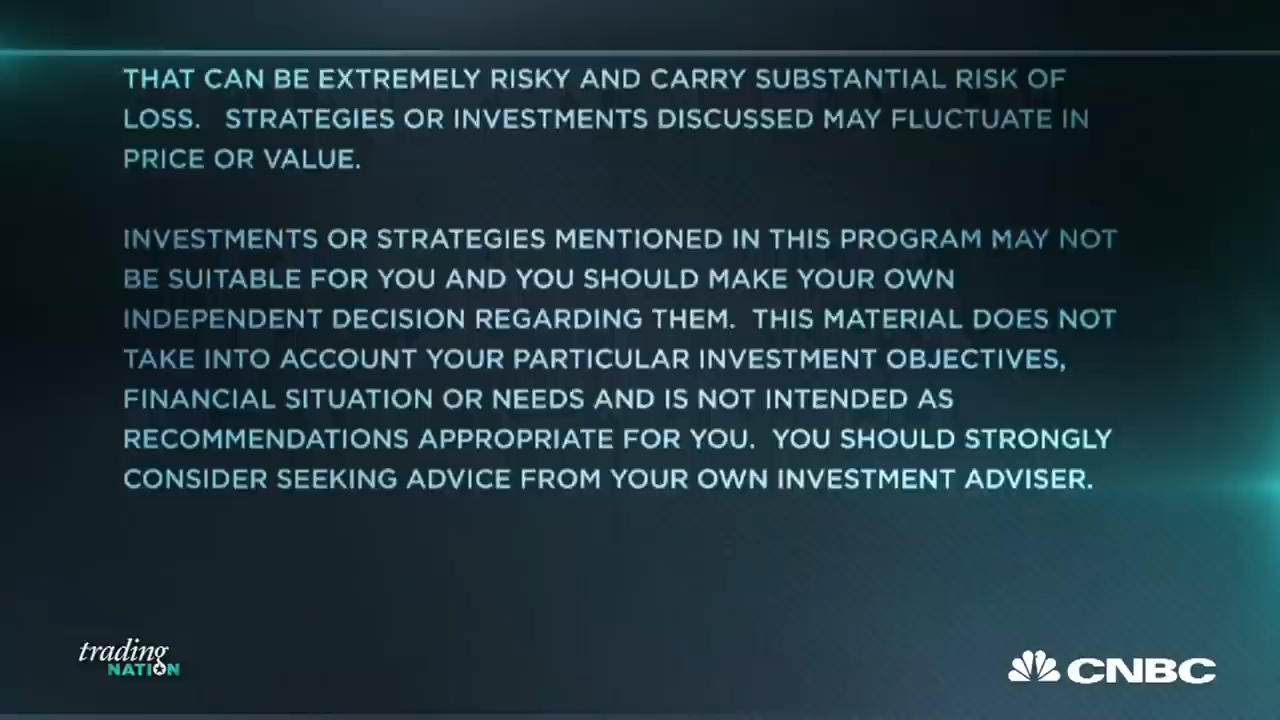 THAT CAN BE EXTREMELY RISKY AND CARRY SUBSTANTIAL RISK OF
LOSS.   STRATEGIES OR INVESTMENTS DISCUSSED MAY FLUCTUATE IN
PRICE OR VALUE.
INVESTMENTS OR STRATEGIES MENTIONED IN THIS PROGRAM MAY NOT
BE SUITABLE FOR YOU AND YOU SHOULD MAKE YOUR OWN
INDEPENDENT DECISION REGARDING THEM.  THIS MATERIAL DOES NOT
TAKE INTO ACCOUNT YOUR PARTICULAR INVESTMENT OBJECTIVES,
FINANCIAL SITUATION OR NEEDS AND IS NOT INTENDED AS
RECOMMENDATIONS APPROPRIATE FOR YOU.  YOU SHOULD STRONGLY
CONSIDER SEEKING ADVICE FROM YOUR OWN INVESTMENT ADVISER.
trading
NATION
CNBC